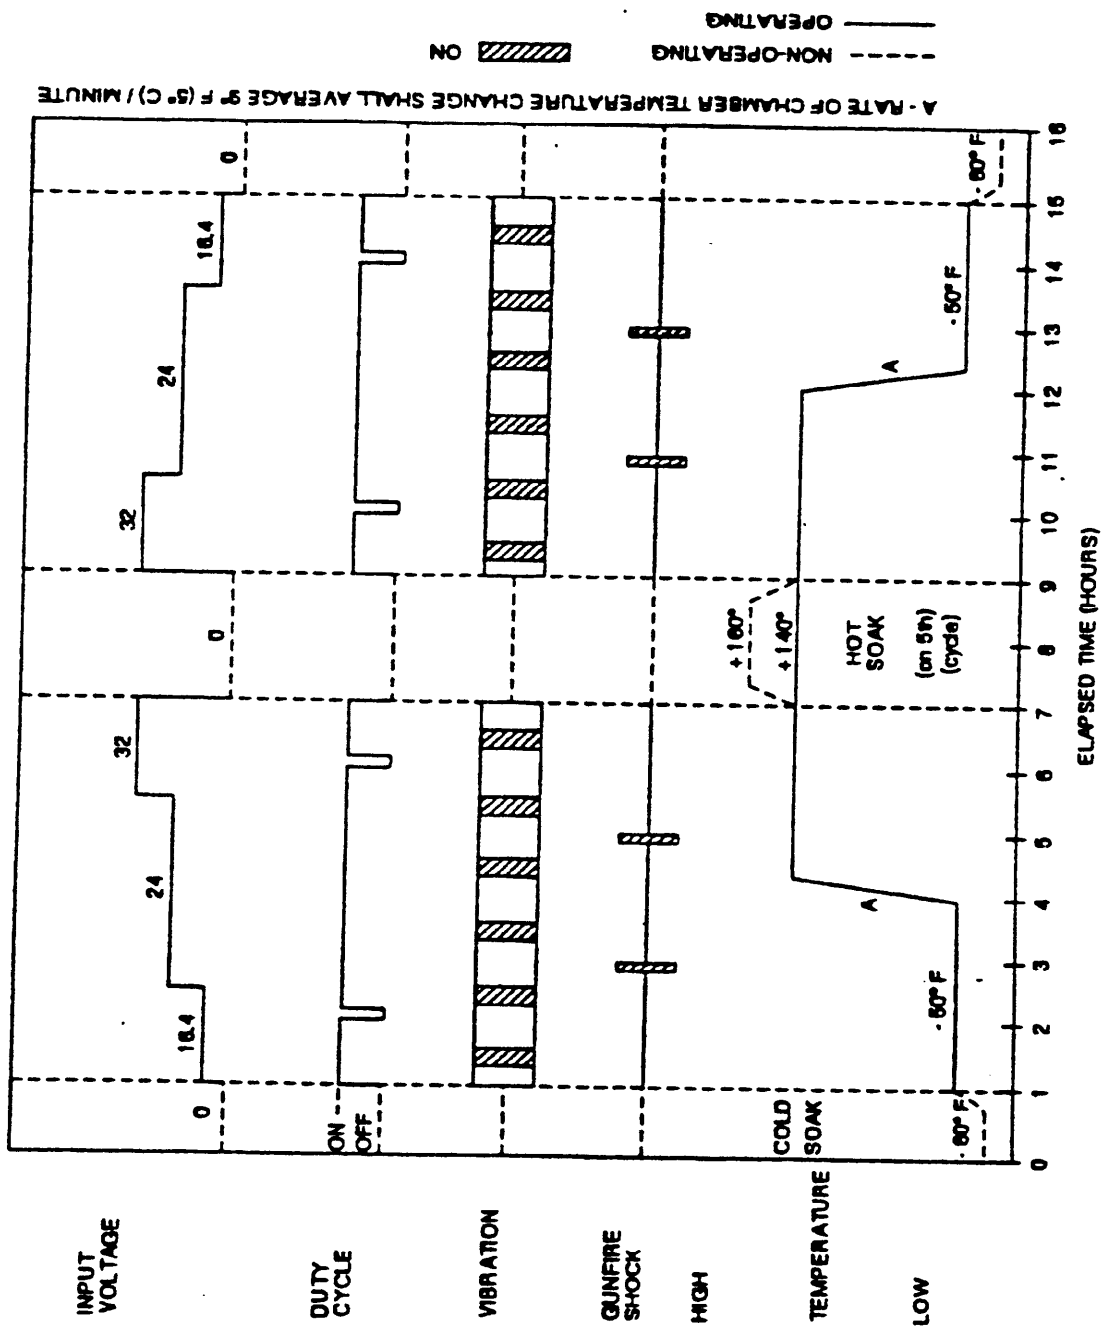 OPERATING
NON-OPERATING
ON
A - RATE OF CHAMBER TEMPERATURE CHANGE SHALL AVERAGE 9° F (5° C) / MINUTE
INPUT
VOLTAGE
0
16.4
24
32
0
32
24
16.4
0
DUTY
CYCLE
ON
OFF
VIBRATION
GUNFIRE
SHOCK
HIGH
TEMPERATURE
LOW
COLD
SOAK
- 60° F
- 50° F
A
+160°
+140°
HOT
SOAK
(on 5th)
(cycle)
A
- 50° F
- 60° F
0 1 2 3 4 5 6 7 8 9 10 11 12 13 14 15 16
ELAPSED TIME (HOURS)